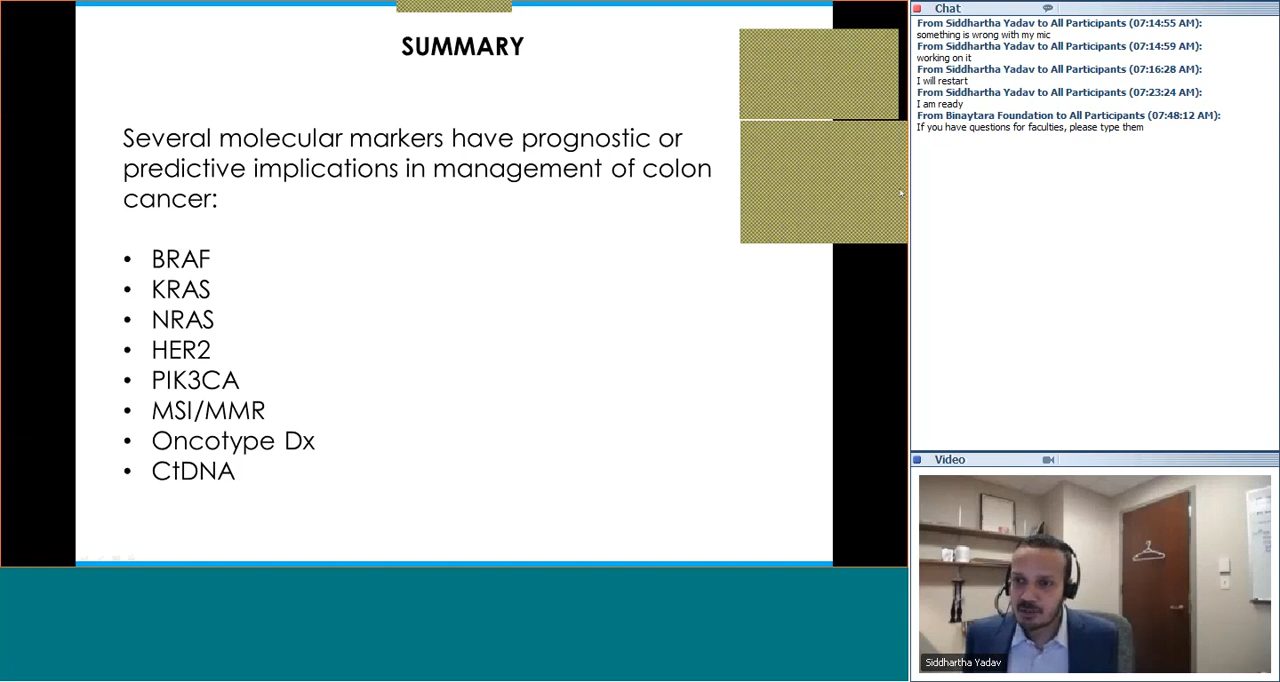 SUMMARY
Several molecular markers have prognostic or
predictive implications in management of colon
cancer:
• BRAF
• KRAS
• NRAS
• HER2
• PIK3CA
• MSI/MMR
• Oncotype Dx
• CtDNA
Chat
From Siddhartha Yadav to All Participants (07:14:55 AM):
something is wrong with my mic
From Siddhartha Yadav to All Participants (07:14:59 AM):
working on it
From Siddhartha Yadav to All Participants (07:16:28 AM):
I will restart
From Siddhartha Yadav to All Participants (07:23:24 AM):
I am ready
From Binaytara Foundation to All Participants (07:48:12 AM):
If you have questions for faculties, please type them
Video
Siddhartha Yadav